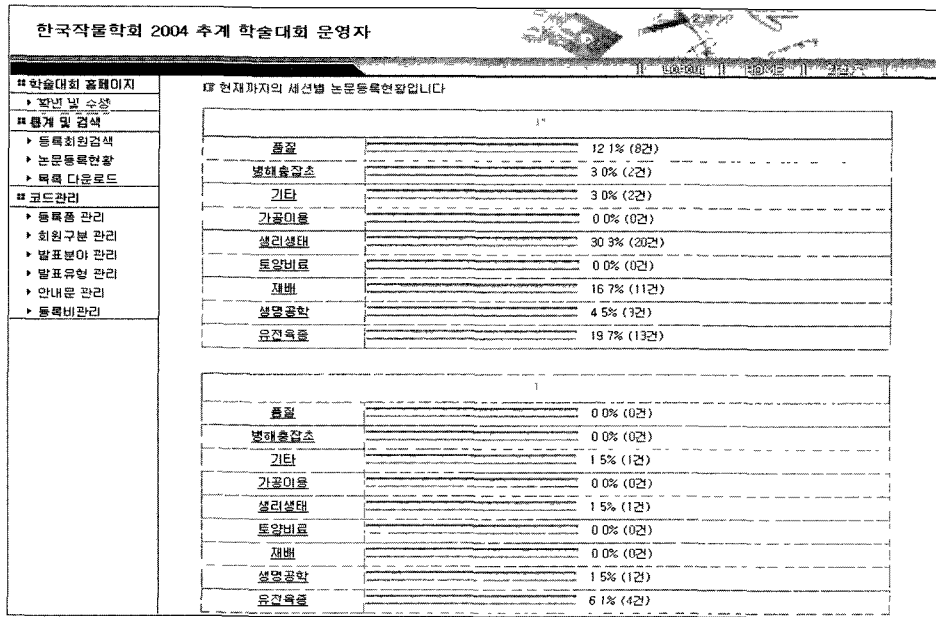 한국작물학회 2004 추계 학술대회 운영자
LOGOUT || HOME ||
학술대회 홈페이지
확인 및 수정
통계 및 검색
등록회원검색
논문등록현황
목록 다운로드
코드관리
등록폼 관리
회원구분 관리
발표분야 관리
발표유형 관리
안내문 관리
등록비관리
현재까지의 세션별 논문등록현황입니다
품질 12 1% (8건)
병해충잡초 3 0% (2건)
기타 3 0% (2건)
가공이용 0 0% (0건)
생리생태 30 3% (20건)
토양비료 0 0% (0건)
재배 16 7% (11건)
생명공학 4 5% (3건)
유전육종 19 7% (13건)
품질 0 0% (0건)
병해충잡초 0 0% (0건)
기타 1 5% (1건)
가공이용 0 0% (0건)
생리생태 1 5% (1건)
토양비료 0 0% (0건)
재배 0 0% (0건)
생명공학 1 5% (1건)
유전육종 6 1% (4건)